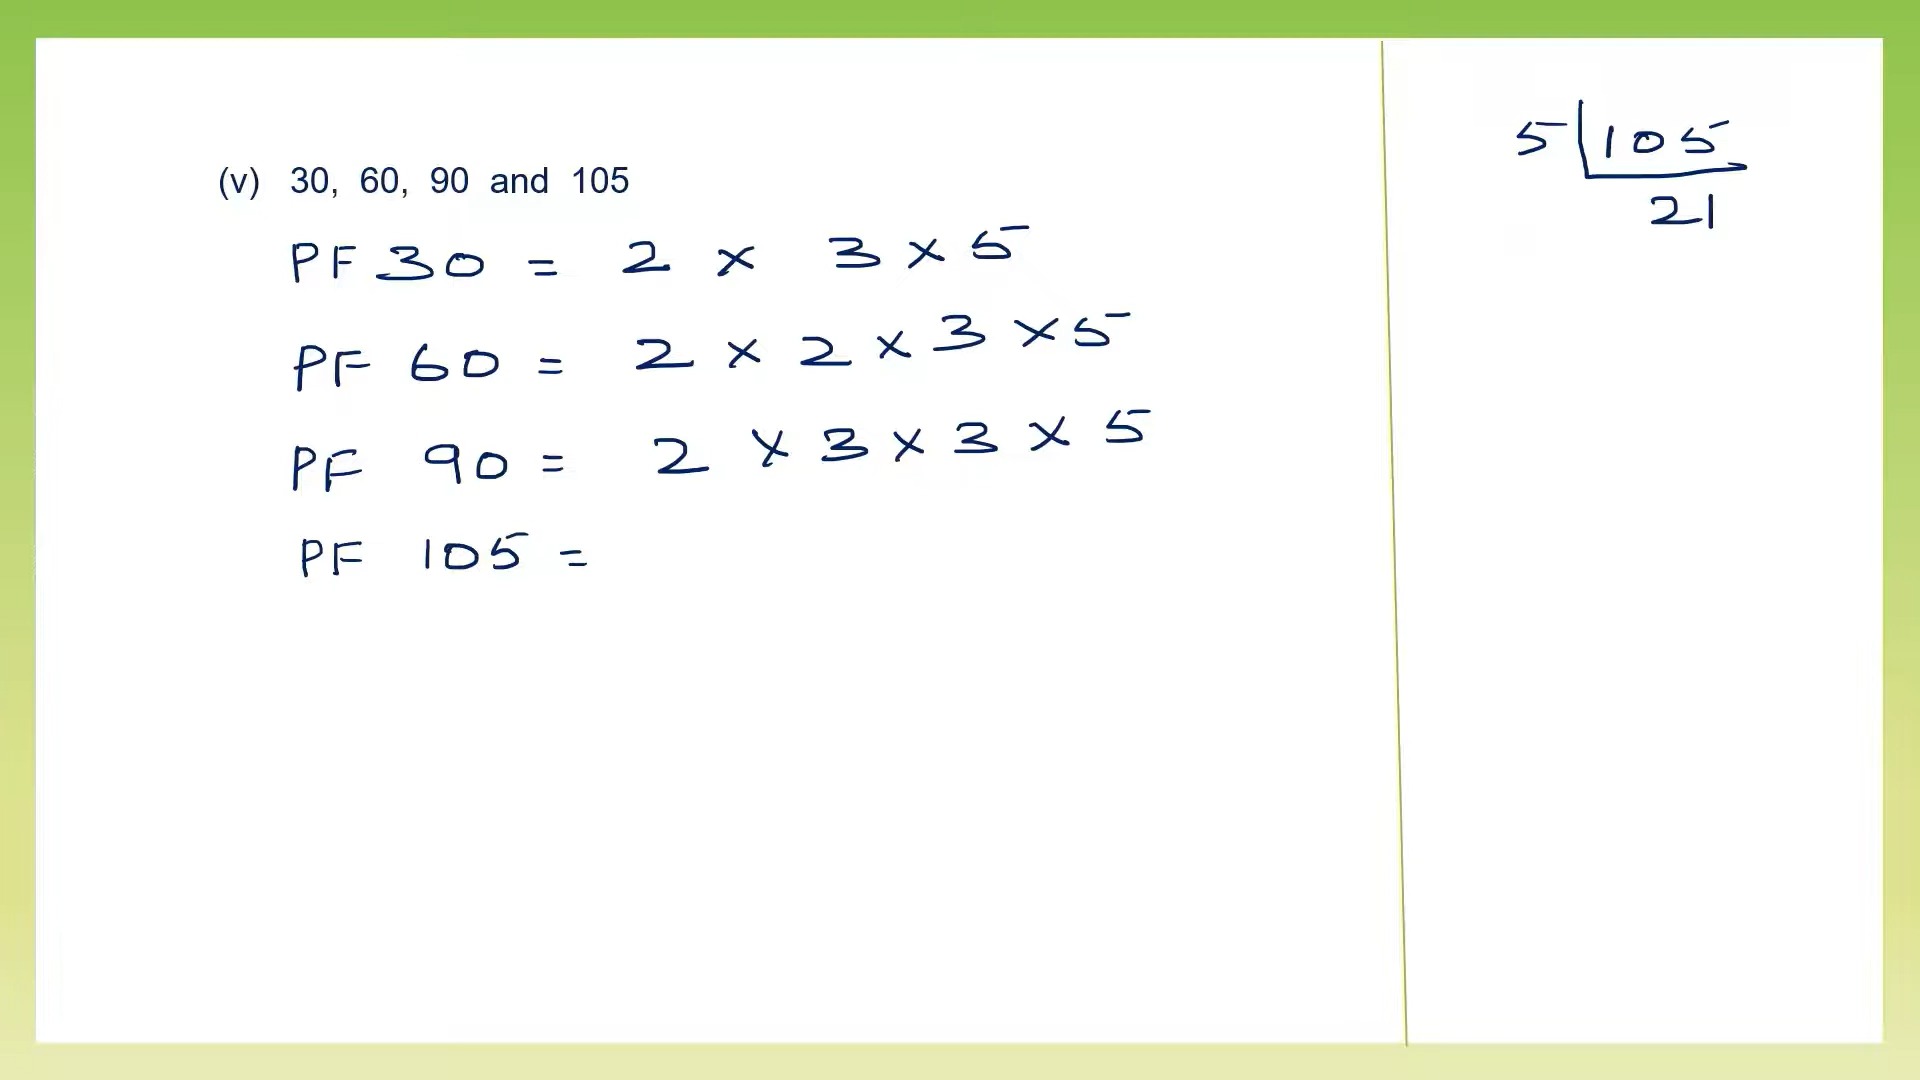 (v) 30, 60, 90 and 105
PF 30 = 2 × 3 × 5
PF 60 = 2 × 2 × 3 × 5
PF 90 = 2 × 3 × 3 × 5
PF 105 =
5 105
21